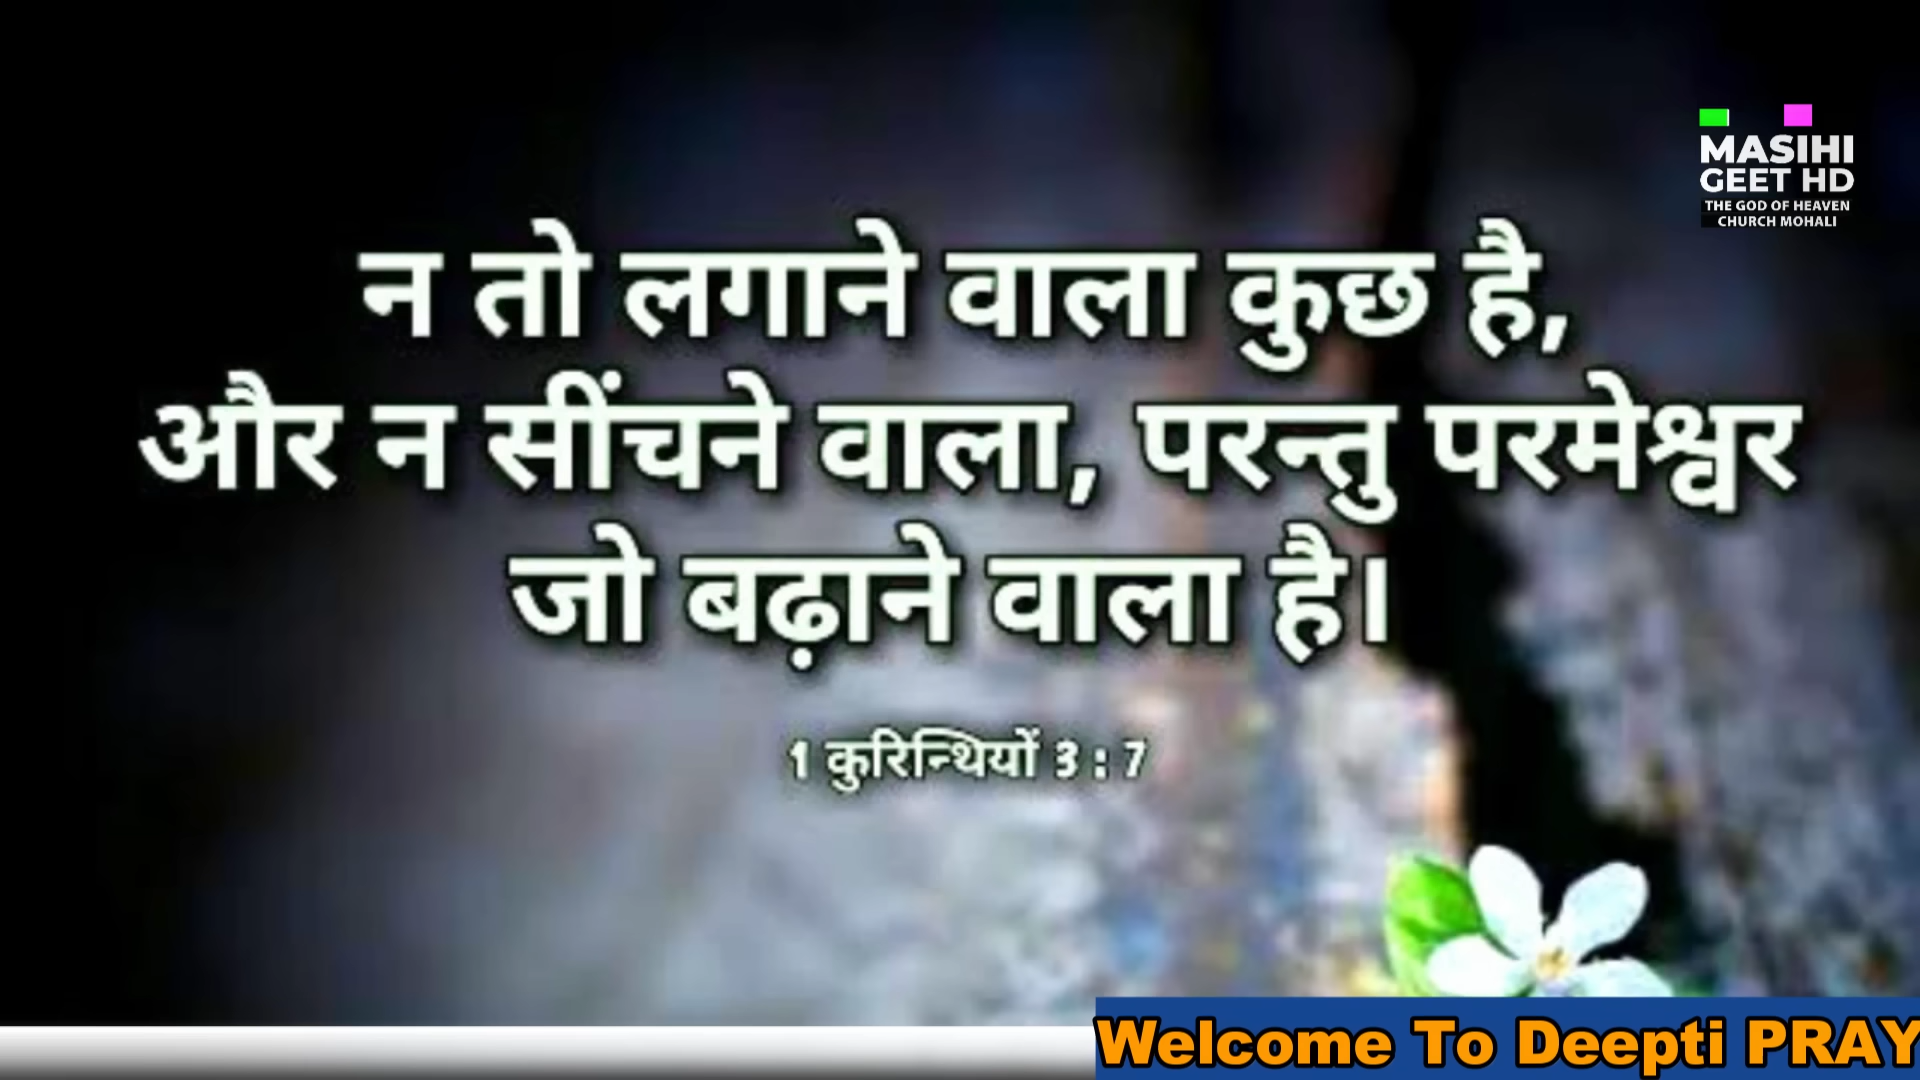 MASIHI
GEET HD
THE GOD OF HEAVEN
CHURCH MOHALI
न तो लगाने वाला कुछ है,
और न सींचने वाला, परन्तु परमेश्वर
जो बढ़ाने वाला है।
1 कुरिन्थियों 3 : 7
Welcome To Deepti PRAY